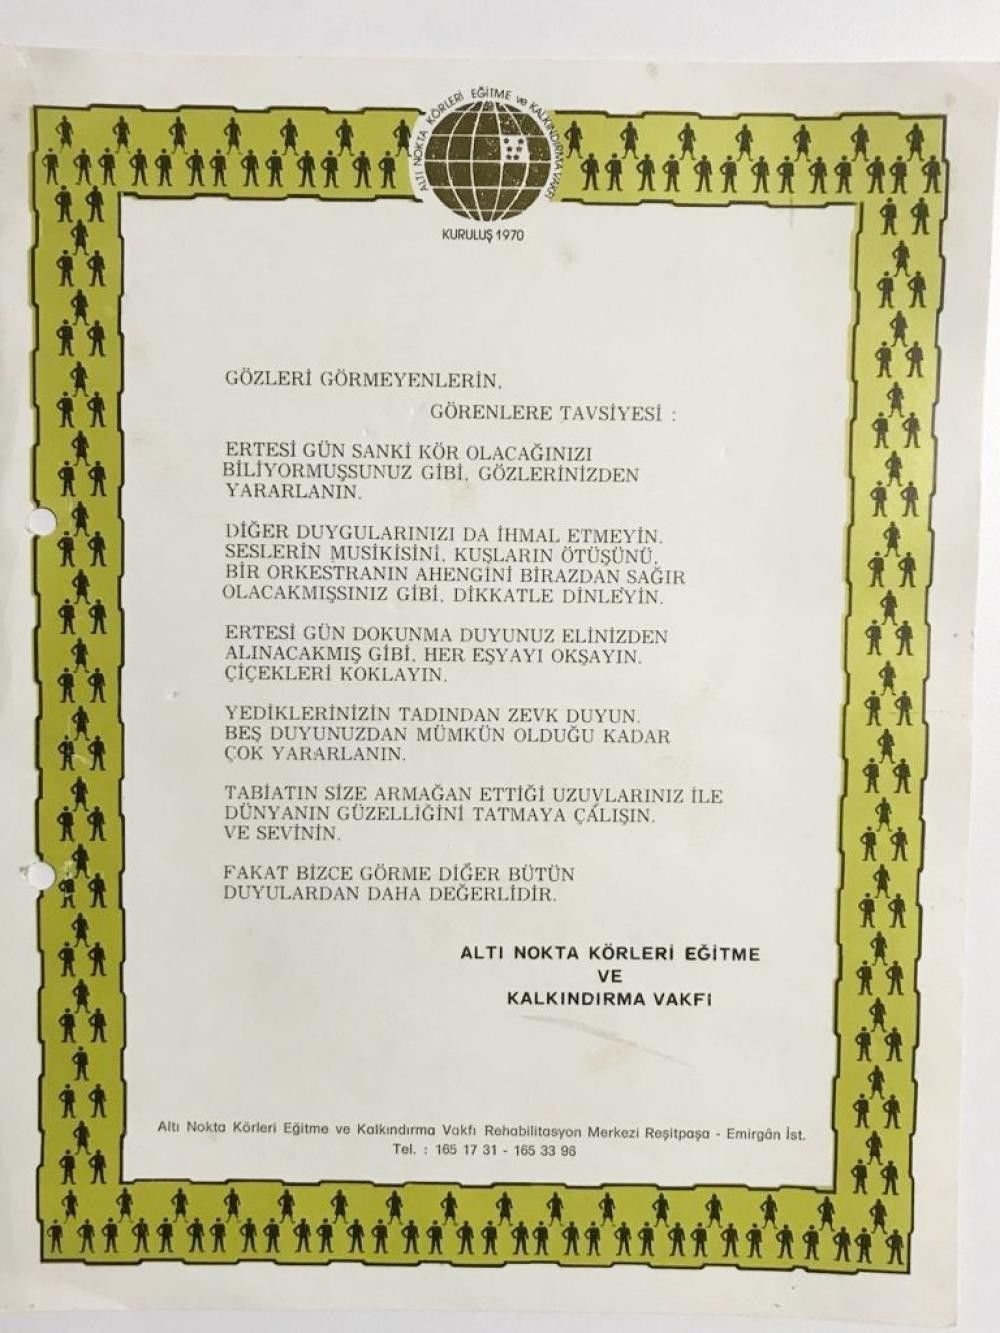 ALTI NOKTA KÖRLERİ EĞİTME ve KALKINDIRMA VAKFI
KURULUŞ 1970
GÖZLERİ GÖRMEYENLERİN,
GÖRENLERE TAVSİYESİ :
ERTESİ GÜN SANKİ KÖR OLACAĞINIZI
BİLİYORMUŞSUNUZ GİBİ, GÖZLERİNİZDEN
YARARLANIN.
DİĞER DUYGULARINIZI DA İHMAL ETMEYİN.
SESLERİN MUSİKİSİNİ, KUŞLARIN ÖTÜŞÜNÜ,
BİR ORKESTRANIN AHENGİNİ BİRAZDAN SAĞIR
OLACAKMIŞSINIZ GİBİ, DİKKATLE DİNLEYİN.
ERTESİ GÜN DOKUNMA DUYUNUZ ELİNİZDEN
ALINACAKMIŞ GİBİ, HER EŞYAYI OKŞAYIN.
ÇİÇEKLERİ KOKLAYIN.
YEDİKLERİNİZİN TADINDAN ZEVK DUYUN.
BEŞ DUYUNUZDAN MÜMKÜN OLDUĞU KADAR
ÇOK YARARLANIN.
TABİATIN SİZE ARMAĞAN ETTİĞİ UZUVLARINIZ İLE
DÜNYANIN GÜZELLİĞİNİ TATMAYA ÇALIŞIN.
VE SEVİNİN.
FAKAT BİZCE GÖRME DİĞER BÜTÜN
DUYULARDAN DAHA DEĞERLİDİR.
ALTI NOKTA KÖRLERİ EĞİTME
VE
KALKINDIRMA VAKFI
Altı Nokta Körleri Eğitme ve Kalkındırma Vakfı Rehabilitasyon Merkezi Reşitpaşa - Emirgân İst.
Tel. : 165 17 31 - 165 33 96